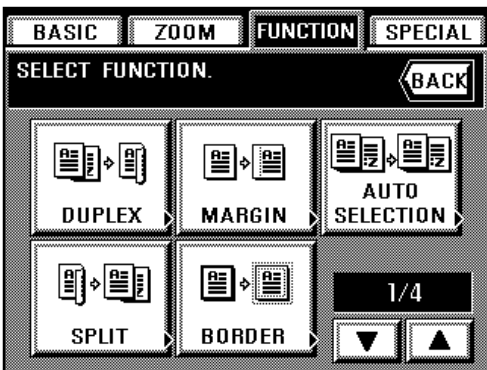 BASIC ZOOM FUNCTION SPECIAL
SELECT FUNCTION.
BACK
DUPLEX MARGIN AUTO SELECTION
SPLIT BORDER 1/4